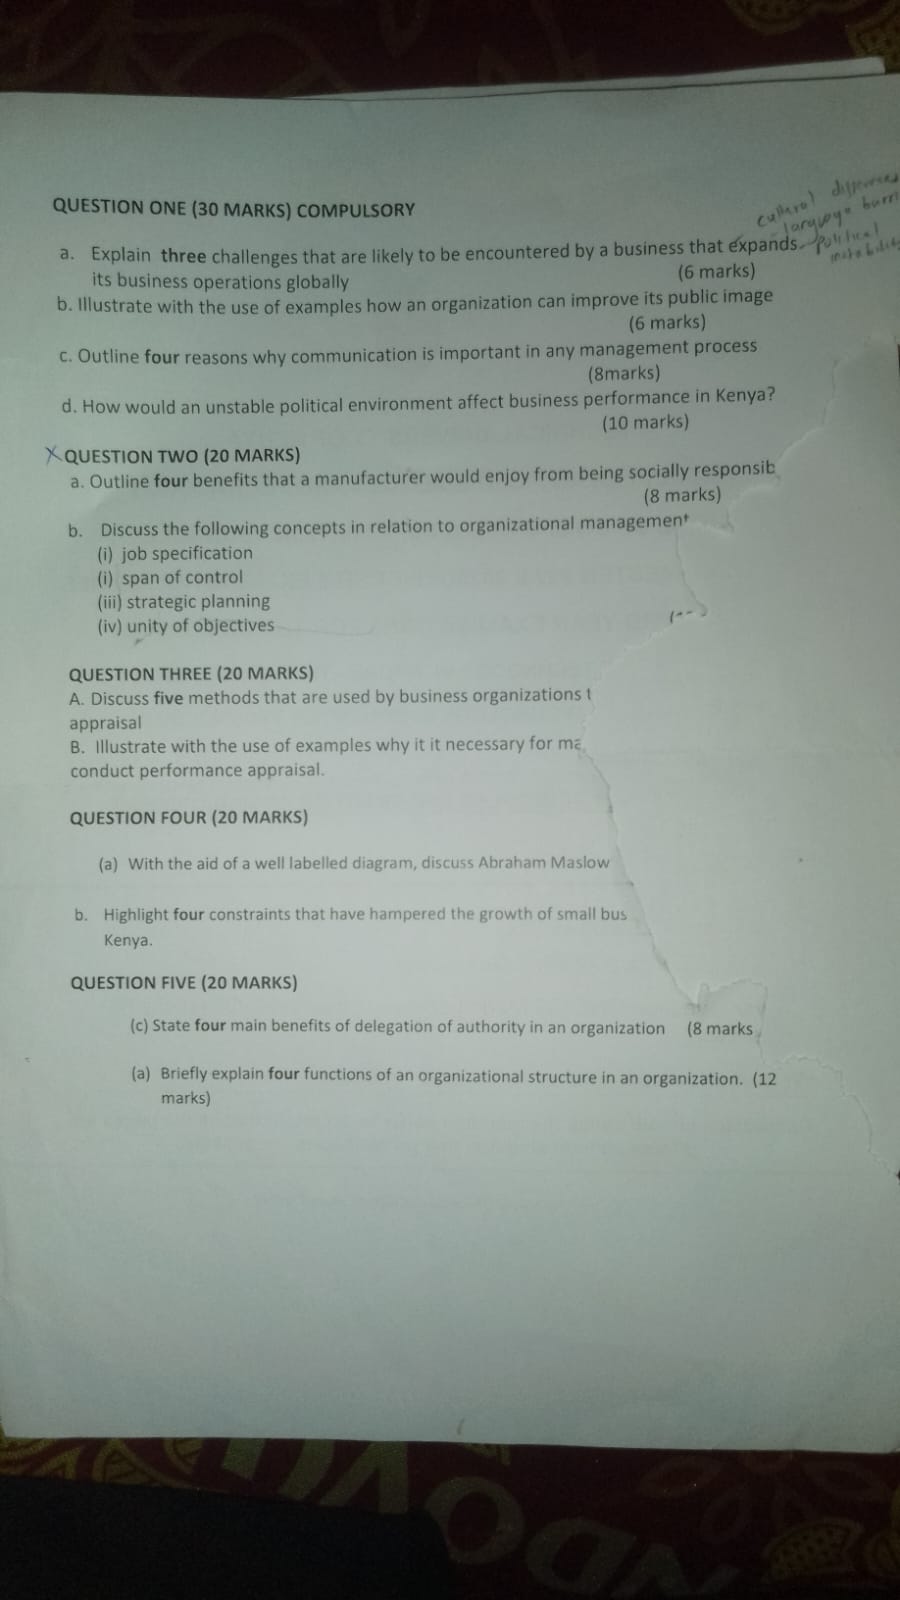 QUESTION ONE (30 MARKS) COMPULSORY
cultural
language
political
a. Explain three challenges that are likely to be encountered by a business that expands
its business operations globally (6 marks)
b. Illustrate with the use of examples how an organization can improve its public image
(6 marks)
c. Outline four reasons why communication is important in any management process
(8marks)
d. How would an unstable political environment affect business performance in Kenya?
(10 marks)
X QUESTION TWO (20 MARKS)
a. Outline four benefits that a manufacturer would enjoy from being socially responsib
(8 marks)
b. Discuss the following concepts in relation to organizational management
(i) job specification
(i) span of control
(iii) strategic planning
(iv) unity of objectives
QUESTION THREE (20 MARKS)
A. Discuss five methods that are used by business organizations t
appraisal
B. Illustrate with the use of examples why it it necessary for ma
conduct performance appraisal.
QUESTION FOUR (20 MARKS)
(a) With the aid of a well labelled diagram, discuss Abraham Maslow
b. Highlight four constraints that have hampered the growth of small bus
Kenya.
QUESTION FIVE (20 MARKS)
(c) State four main benefits of delegation of authority in an organization (8 marks
(a) Briefly explain four functions of an organizational structure in an organization. (12
marks)